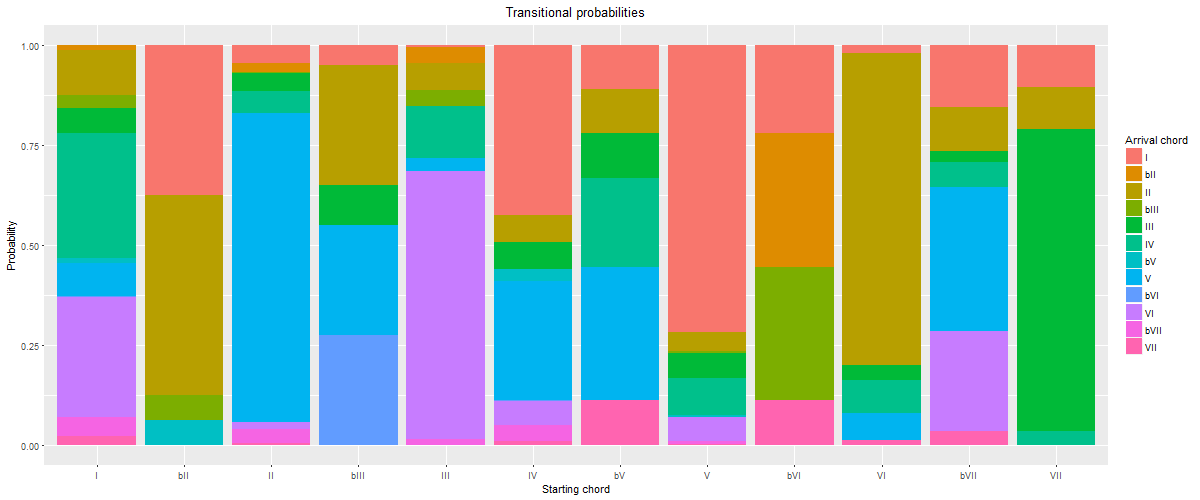 Transitional probabilities
Probability
1.00
0.75
0.50
0.25
0.00
I bII II bIII III IV bV V bVI VI bVII VII
Starting chord
Arrival chord
I
bII
II
bIII
III
IV
bV
V
bVI
VI
bVII
VII